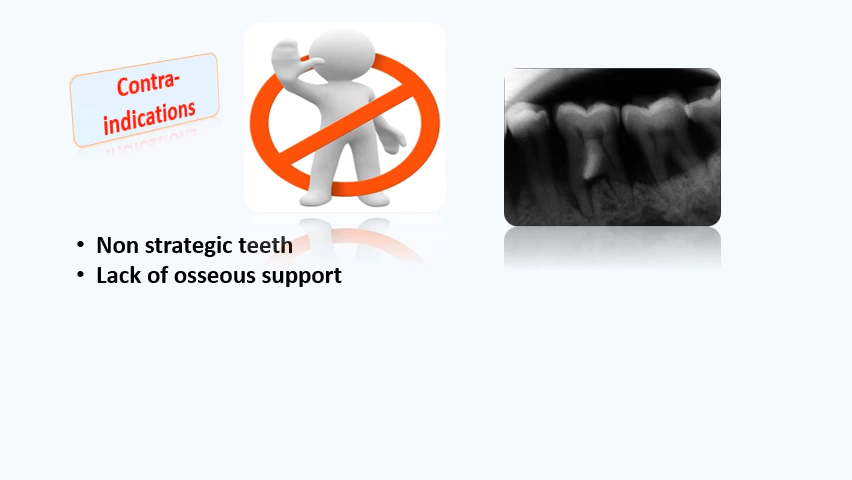 Contra-
indications
• Non strategic teeth
• Lack of osseous support